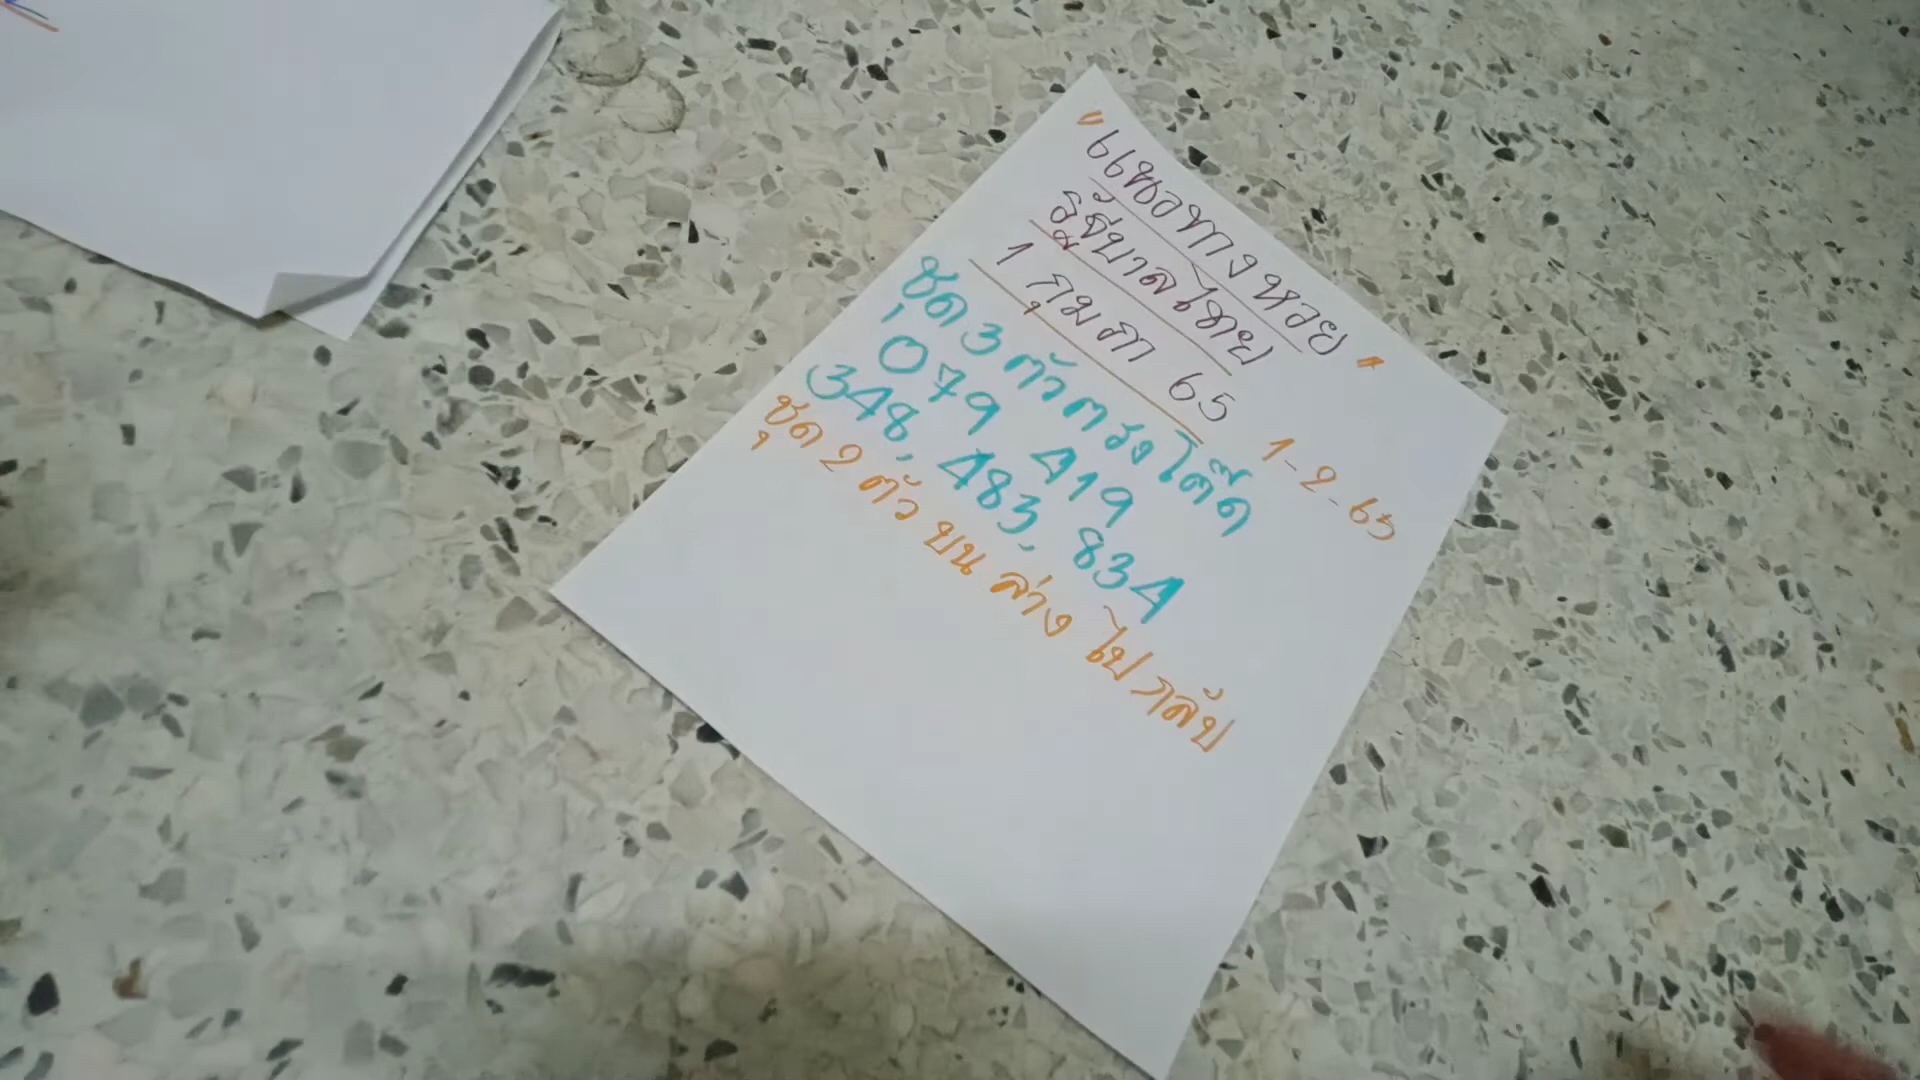 "แนวทางหวย"
รัฐบาลไทย
1 กุมภา 65
1-2-65
ชุด 3 ตัวตรงโต๊ด
079 419
348, 483, 834
ชุด 2 ตัว บน ล่าง ไป กลับ